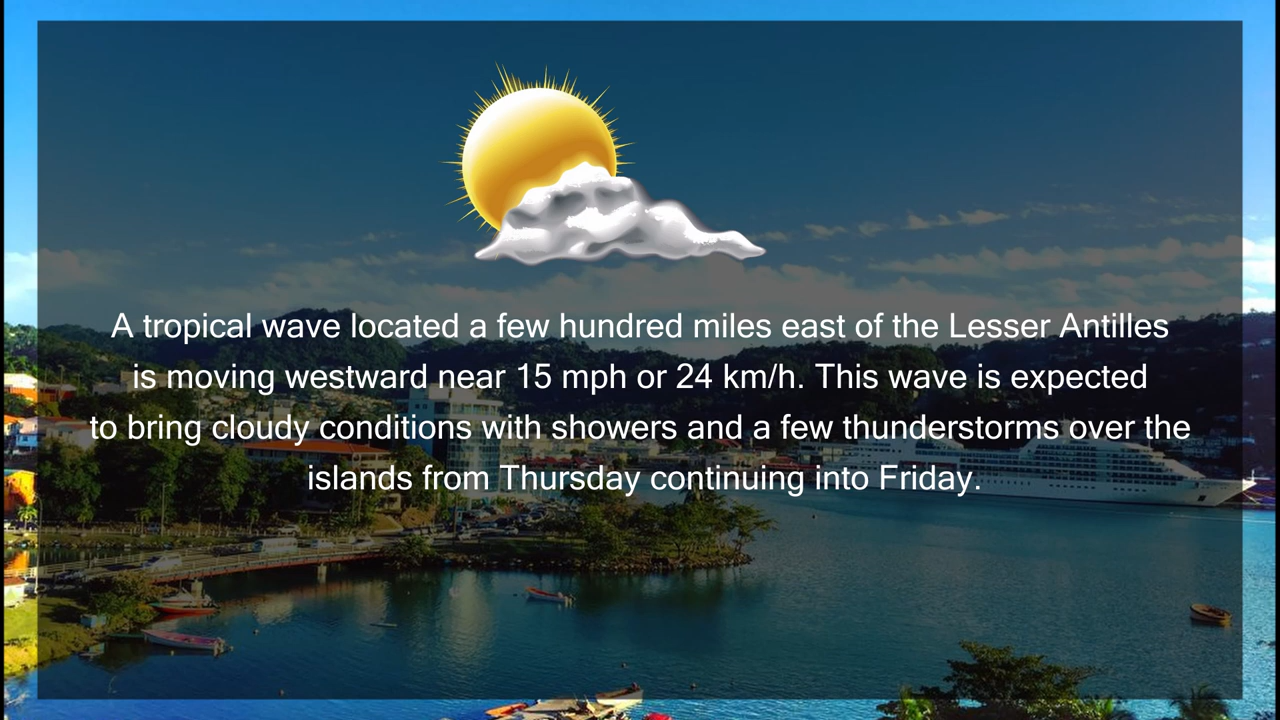 A tropical wave located a few hundred miles east of the Lesser Antilles
is moving westward near 15 mph or 24 km/h. This wave is expected
to bring cloudy conditions with showers and a few thunderstorms over the
islands from Thursday continuing into Friday.